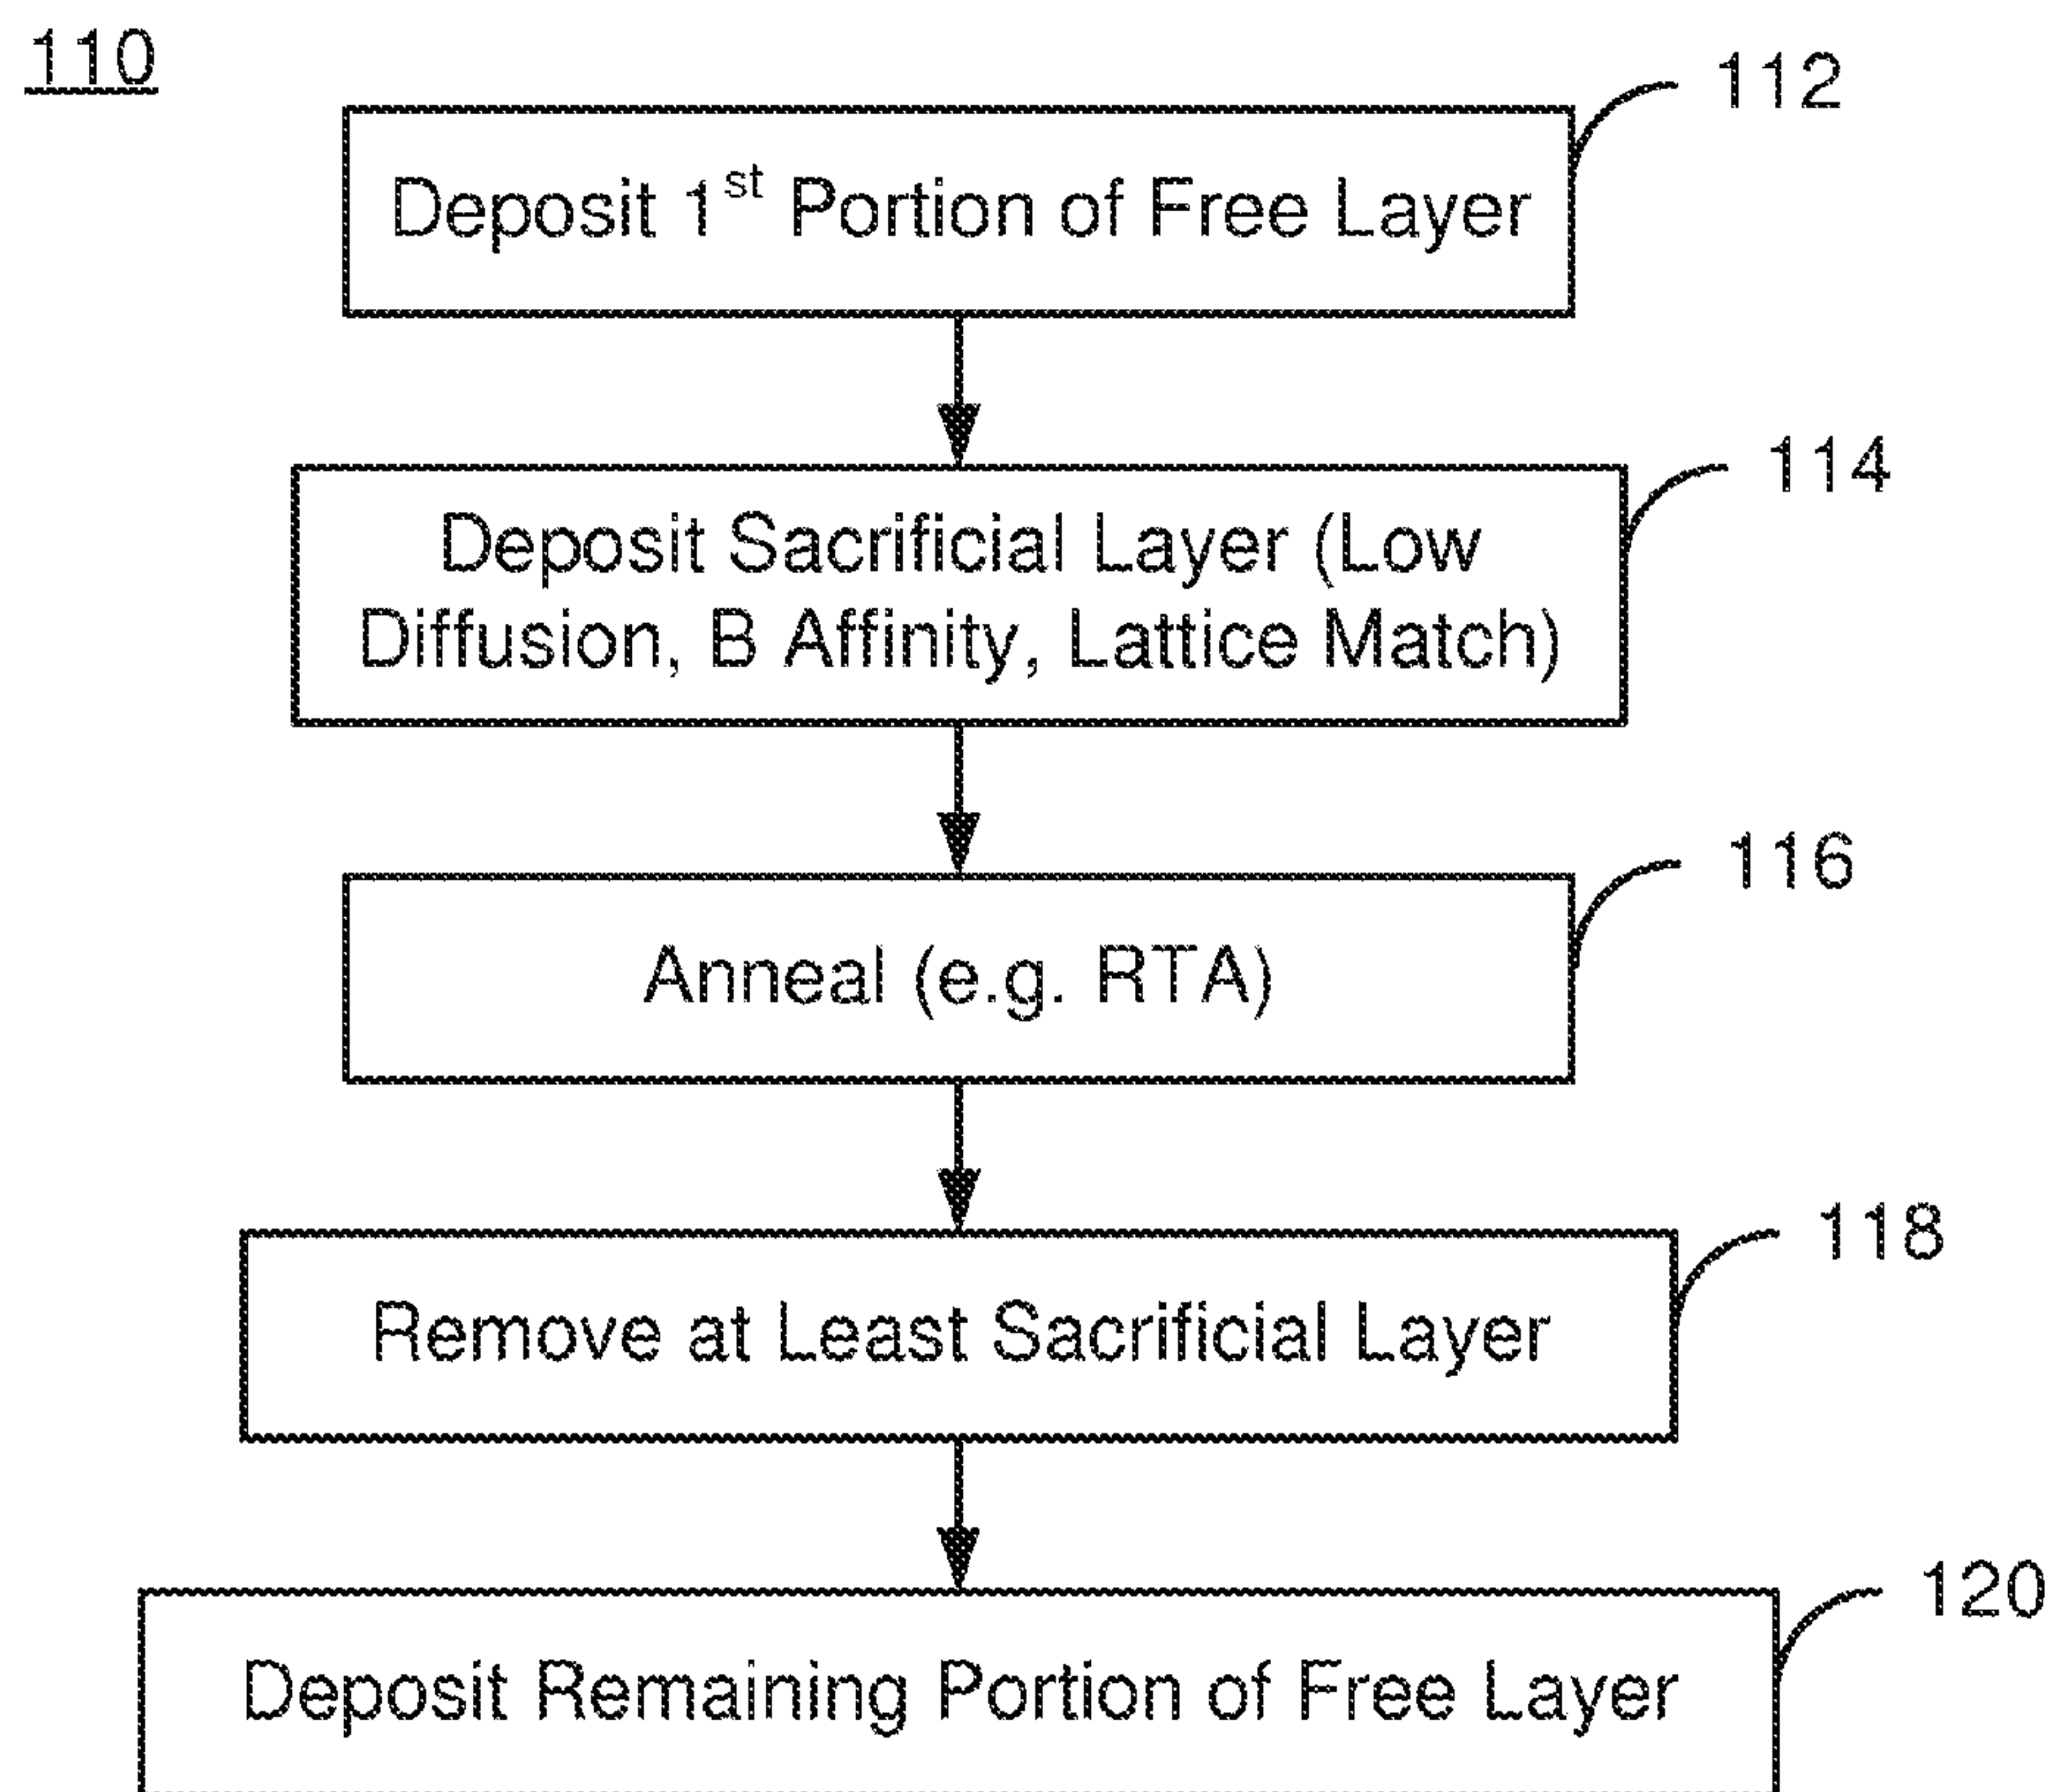 110
112
Deposit 1st Portion of Free Layer
114
Deposit Sacrificial Layer (Low
Diffusion, B Affinity, Lattice Match)
116
Anneal (e.g. RTA)
118
Remove at Least Sacrificial Layer
120
Deposit Remaining Portion of Free Layer